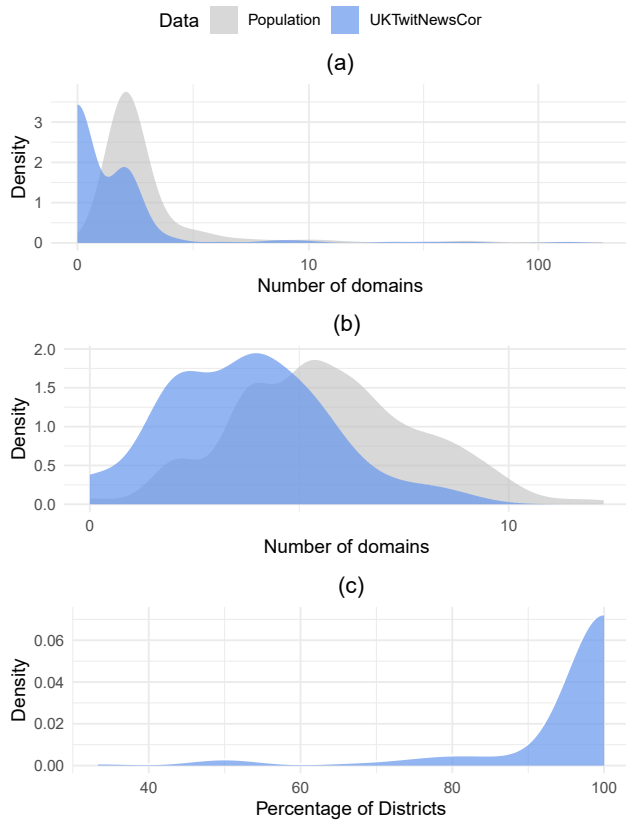 Data Population UKTwitNewsCor
(a)
3
2
1
0
Density
0 10 100
Number of domains
(b)
2.0
1.5
1.0
0.5
0.0
Density
0 10
Number of domains
(c)
0.06
0.04
0.02
0.00
Density
40 60 80 100
Percentage of Districts